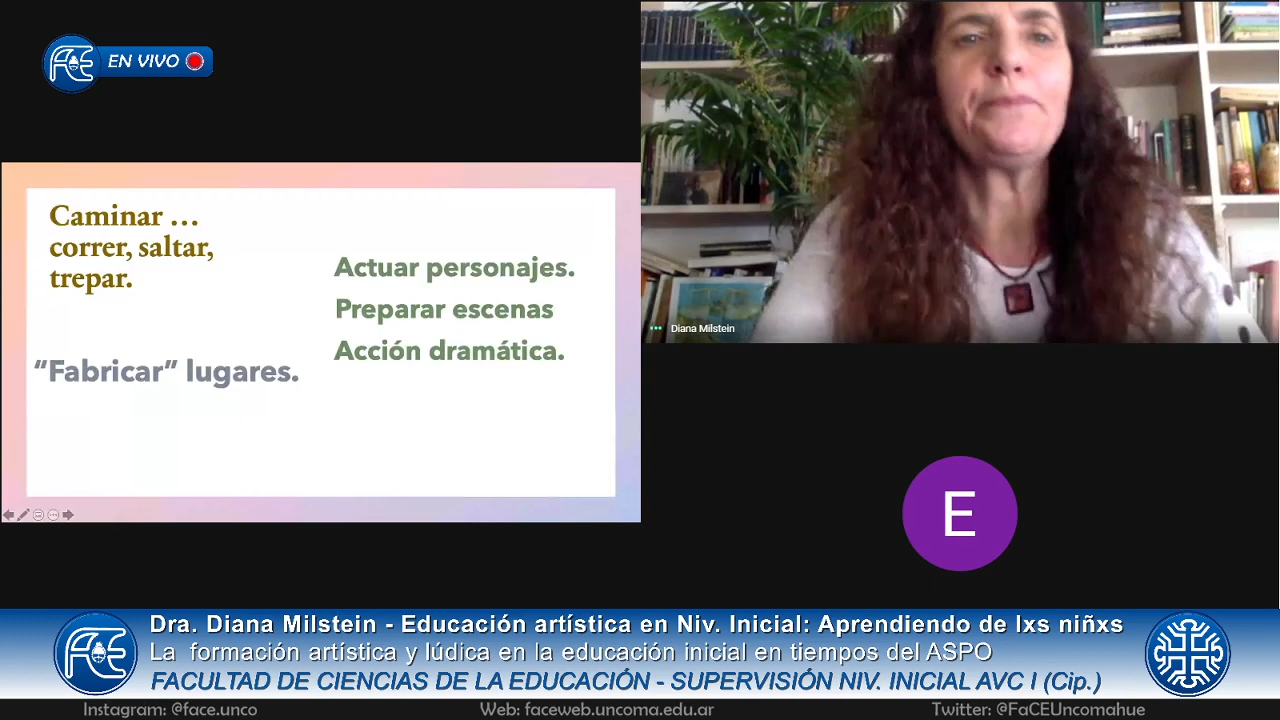 FACE EN VIVO
Caminar …
correr, saltar,
trepar.
Actuar personajes.
Preparar escenas
Acción dramática.
“Fabricar” lugares.
Diana Milstein
E
Dra. Diana Milstein - Educación artística en Niv. Inicial: Aprendiendo de lxs niñxs
La formación artística y lúdica en la educación inicial en tiempos del ASPO
FACULTAD DE CIENCIAS DE LA EDUCACIÓN - SUPERVISIÓN NIV. INICIAL AVC I (Cip.)
FACE
Instagram: @face.unco Web: faceweb.uncoma.edu.ar Twitter: @FaCEUncomahue